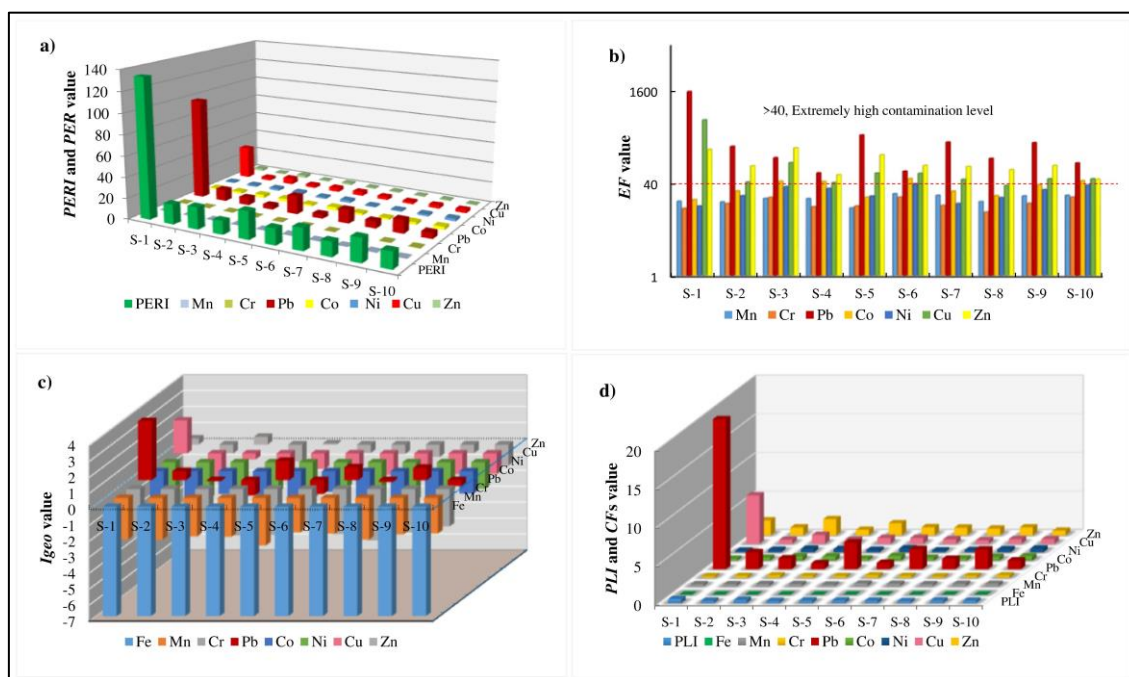 a)
PERI and PER value
140
120
100
80
60
40
20
0
S-1
S-2
S-3
S-4
S-5
S-6
S-7
S-8
S-9
S-10
Zn
Cu
Ni
Co
Pb
Cr
Mn
PERI
PERI Mn Cr Pb Co Ni Cu Zn
b)
EF value
1600
40
1
>40, Extremely high contamination level
S-1 S-2 S-3 S-4 S-5 S-6 S-7 S-8 S-9 S-10
Mn Cr Pb Co Ni Cu Zn
c)
Igeo value
4
3
2
1
0
-1
-2
-3
-4
-5
-6
-7
S-1 S-2 S-3 S-4 S-5 S-6 S-7 S-8 S-9 S-10
Zn
Cu
Ni
Co
Pb
Cr
Mn
Fe
Fe Mn Cr Pb Co Ni Cu Zn
d)
PLI and CFs value
20
15
10
5
0
S-1 S-2 S-3 S-4 S-5 S-6 S-7 S-8 S-9 S-10
Zn
Cu
Ni
Co
Pb
Cr
Mn
Fe
PLI
PLI Fe Mn Cr Pb Co Ni Cu Zn